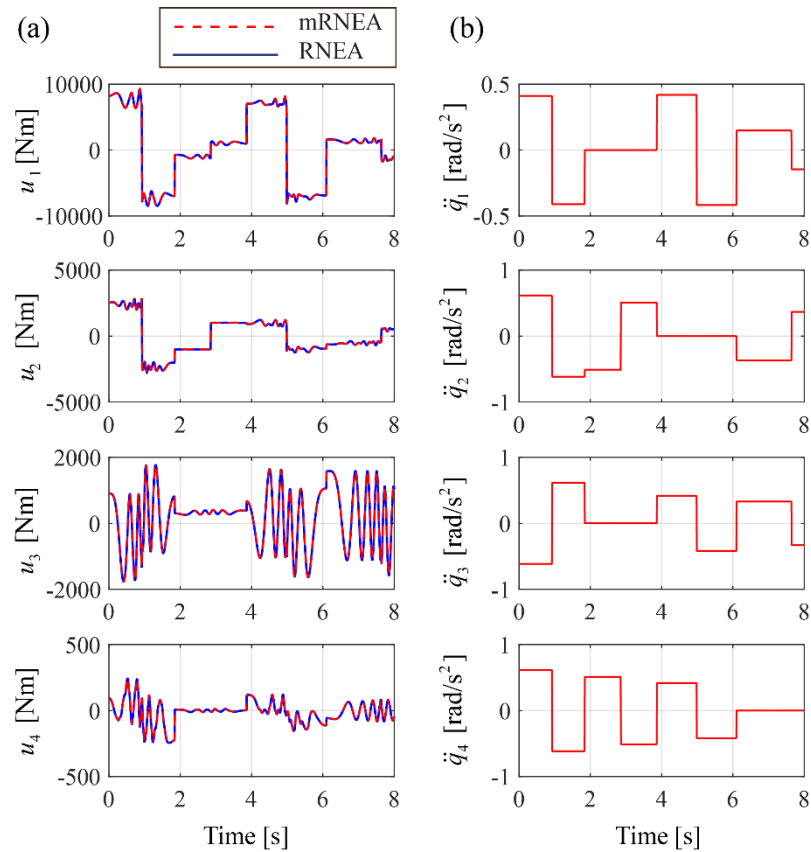 (a)
mRNEA
RNEA
(b)
10000
0
-10000
u₁ [Nm]
0 2 4 6 8
0.5
0
-0.5
q̈₁ [rad/s²]
0 2 4 6 8
5000
0
-5000
u₂ [Nm]
0 2 4 6 8
1
0
-1
q̈₂ [rad/s²]
0 2 4 6 8
2000
0
-2000
u₃ [Nm]
0 2 4 6 8
1
0
-1
q̈₃ [rad/s²]
0 2 4 6 8
500
0
-500
u₄ [Nm]
0 2 4 6 8
Time [s]
1
0
-1
q̈₄ [rad/s²]
0 2 4 6 8
Time [s]